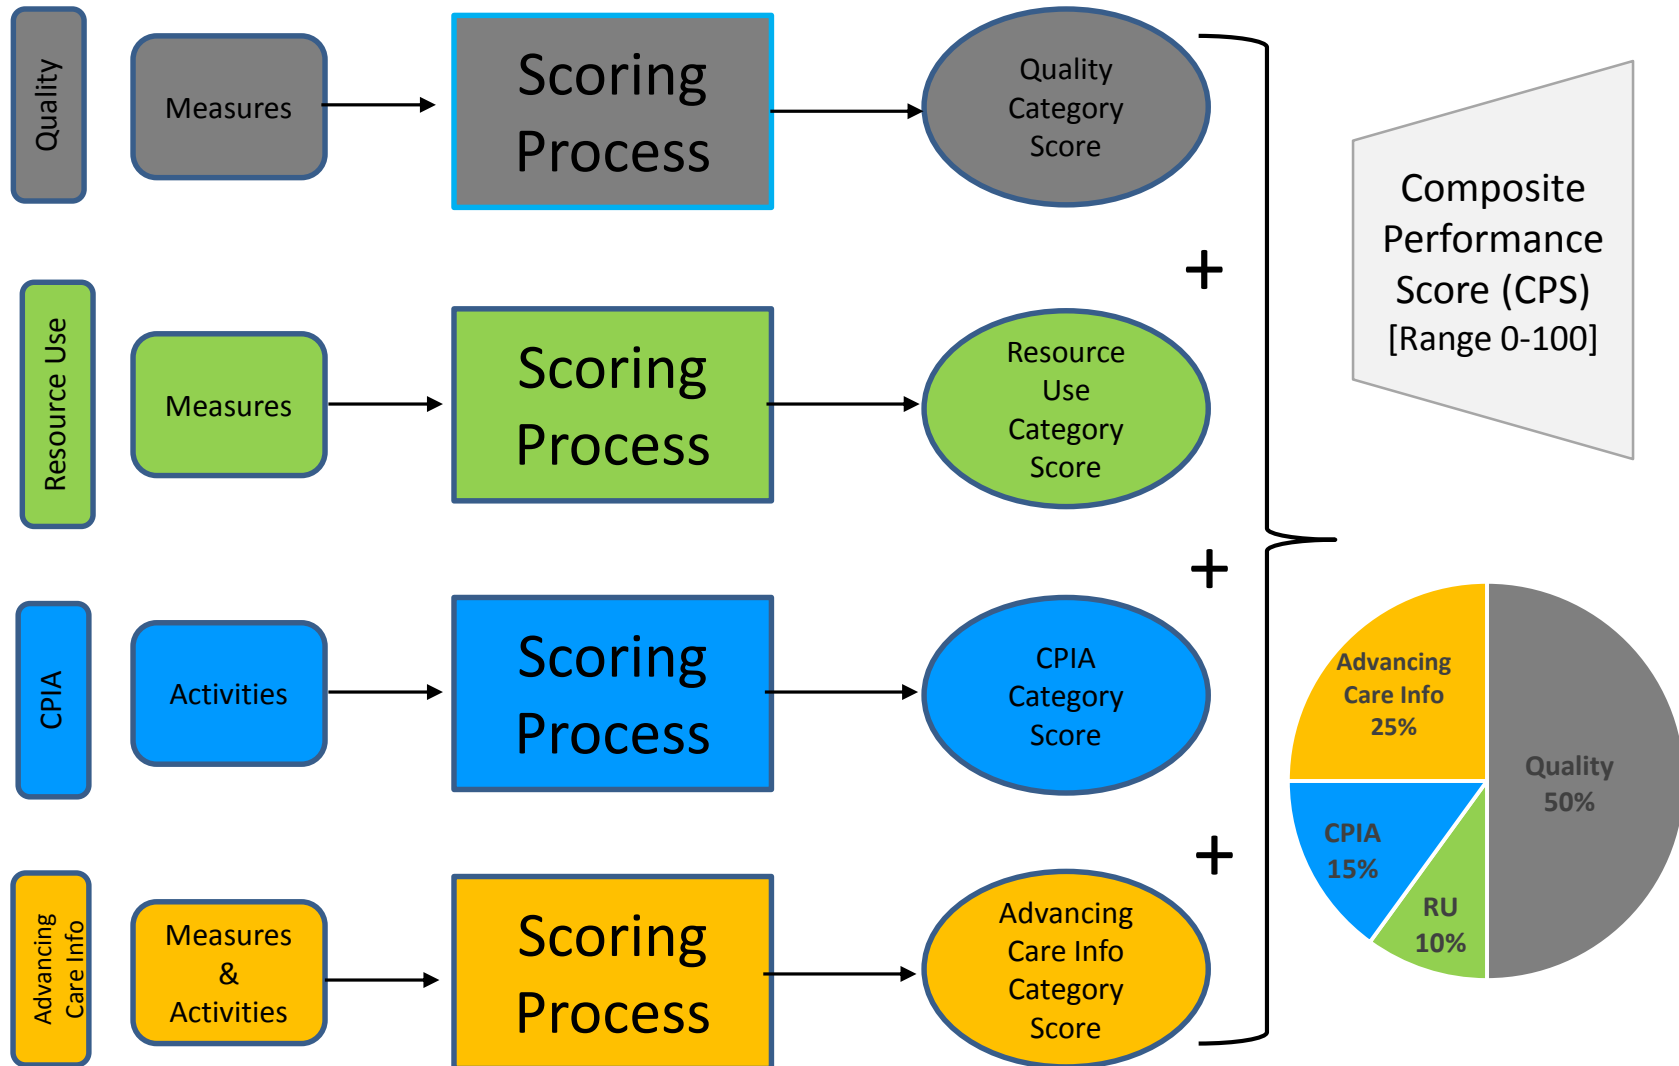 Quality
Measures
Scoring
Process
Quality
Category
Score
+
Resource Use
Measures
Scoring
Process
Resource
Use
Category
Score
+
CPIA
Activities
Scoring
Process
CPIA
Category
Score
+
Advancing
Care Info
Measures
&
Activities
Scoring
Process
Advancing
Care Info
Category
Score
Composite
Performance
Score (CPS)
[Range 0-100]
Advancing
Care Info
25%
Quality
50%
CPIA
15%
RU
10%